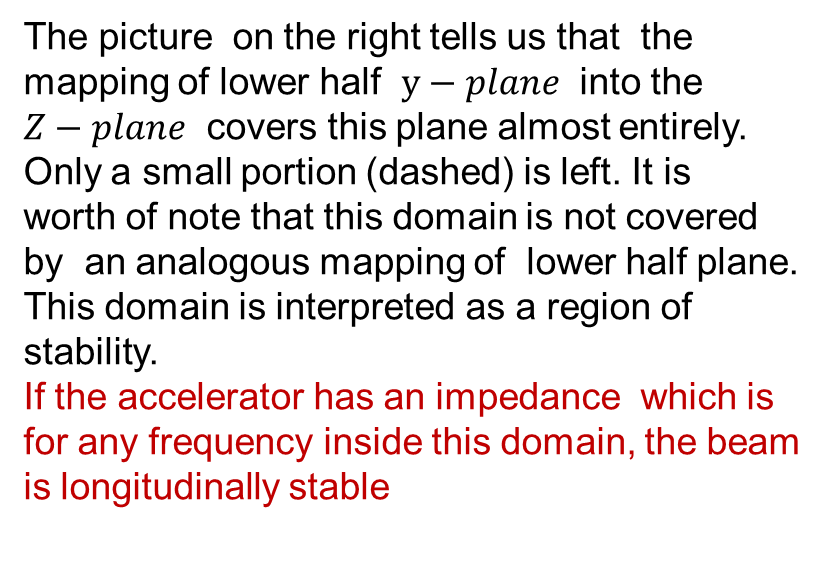 The picture on the right tells us that the
mapping of lower half y − plane into the
Z − plane covers this plane almost entirely.
Only a small portion (dashed) is left. It is
worth of note that this domain is not covered
by an analogous mapping of lower half plane.
This domain is interpreted as a region of
stability.
If the accelerator has an impedance which is
for any frequency inside this domain, the beam
is longitudinally stable